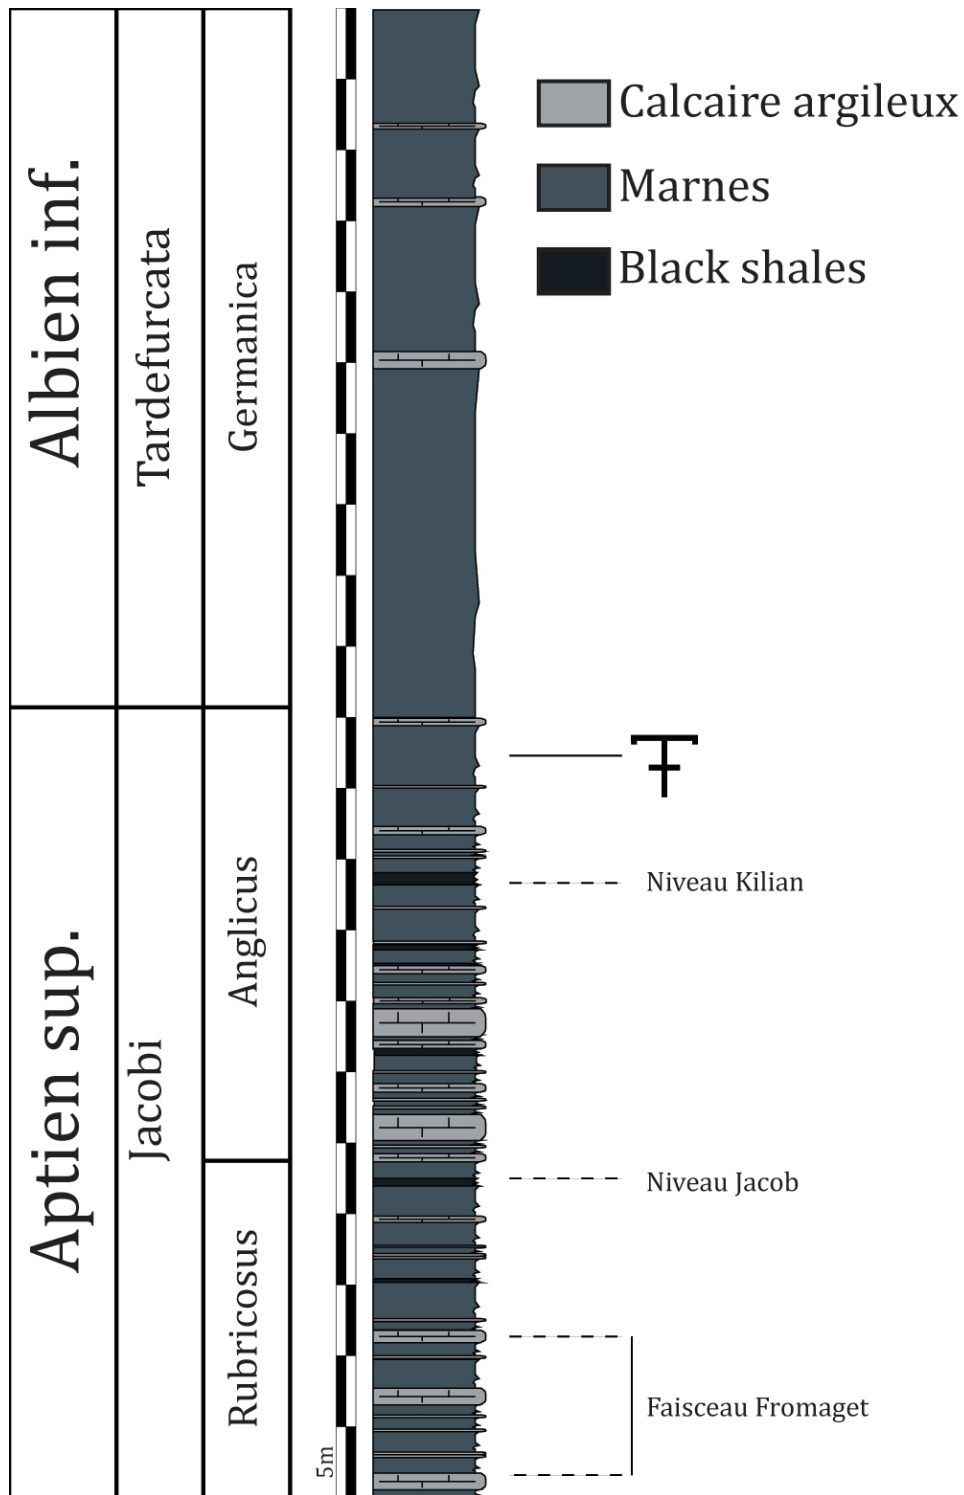 Albien inf.
Tardefurcata
Germanica
Aptien sup.
Jacobi
Anglicus
Rubricosus
5m
Calcaire argileux
Marnes
Black shales
Niveau Kilian
Niveau Jacob
Faisceau Fromaget